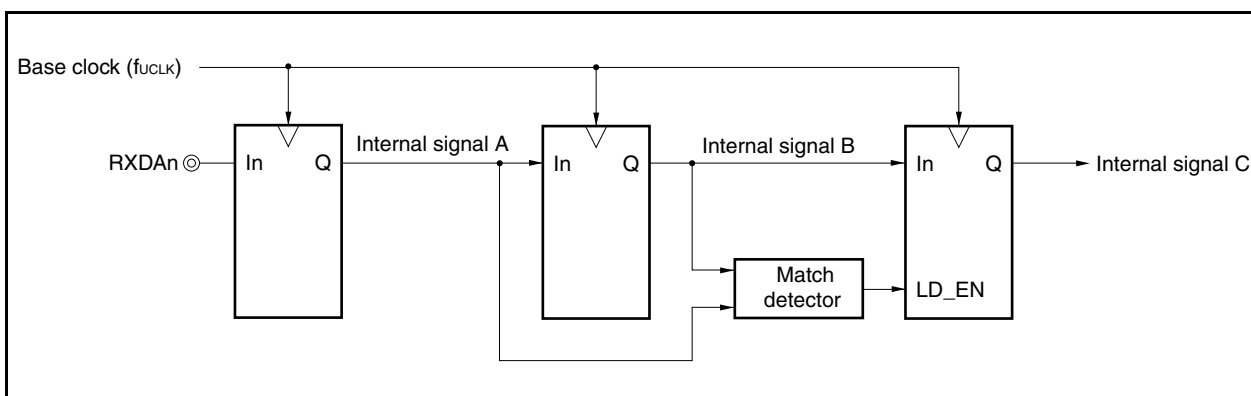 Base clock (fUCLK)
Internal signal A
Internal signal B
RXDAn
In
Q
In
Q
In
Q
Internal signal C
Match
detector
LD_EN